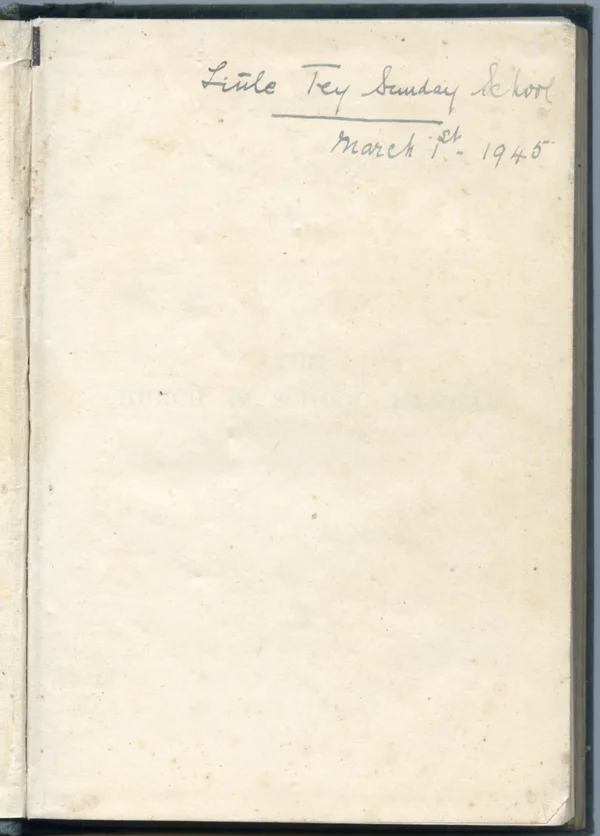 Little Tey Sunday School
March 1st - 1945